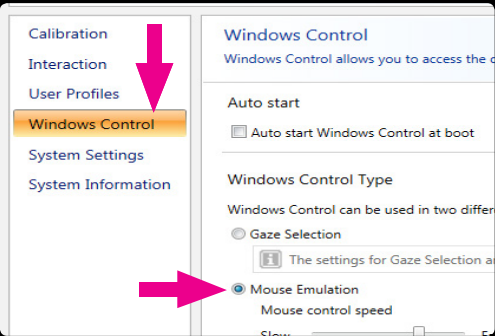 Calibration
Interaction
User Profiles
Windows Control
System Settings
System Information
Windows Control
Windows Control allows you to access the
Auto start
Auto start Windows Control at boot
Windows Control Type
Windows Control can be used in two
Gaze Selection
The settings for Gaze Selection
Mouse Emulation
Mouse control speed
Slow